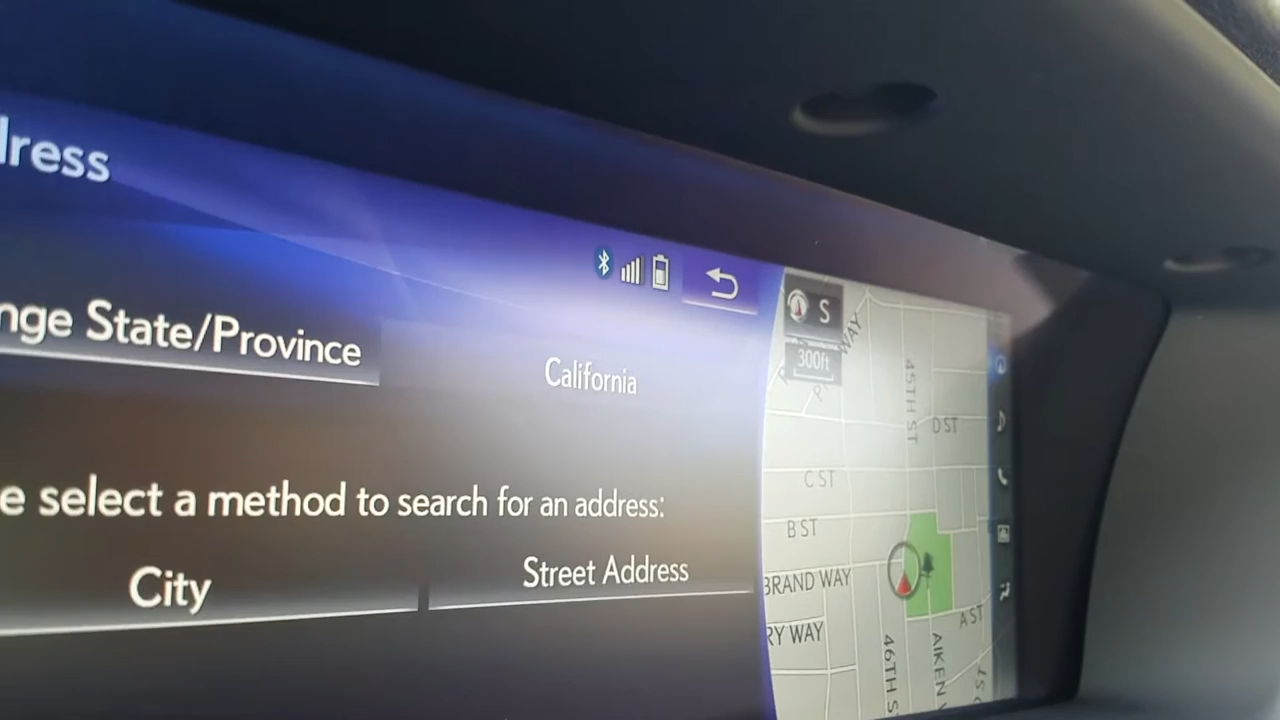 dress
nge State/Province
California
e select a method to search for an address:
City
Street Address
S
300ft
WAY
45TH ST
D ST
C ST
B ST
BRAND WAY
RY WAY
A ST
46TH S
AIKEN